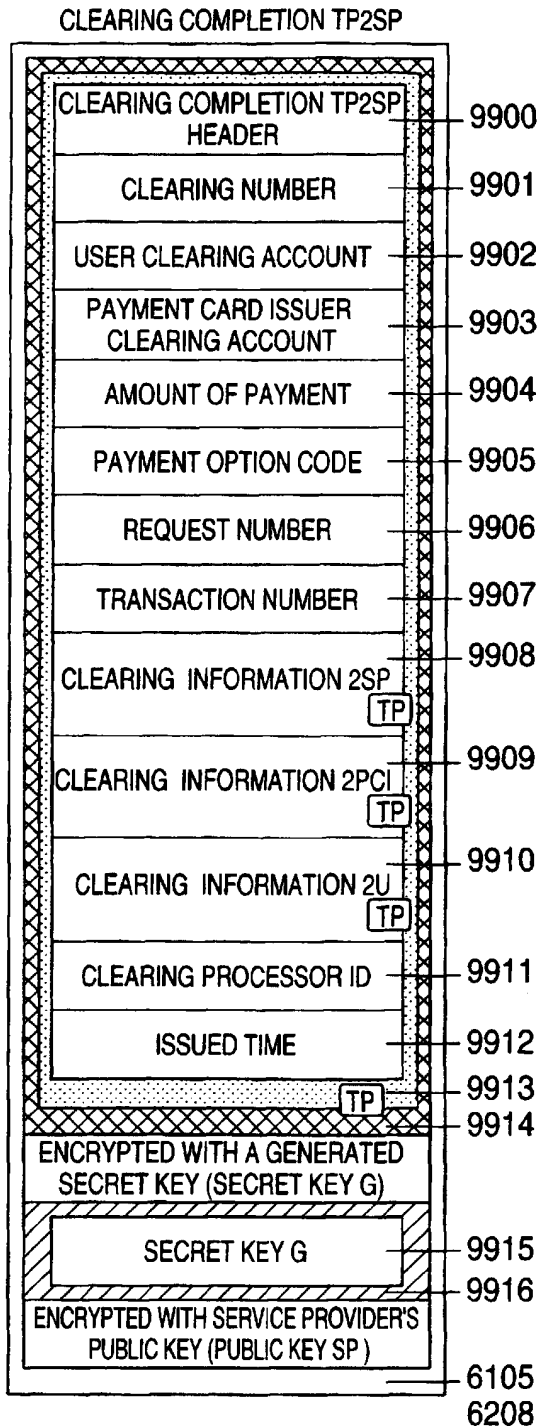 CLEARING COMPLETION TP2SP
CLEARING COMPLETION TP2SP
HEADER
9900
CLEARING NUMBER
9901
USER CLEARING ACCOUNT
9902
PAYMENT CARD ISSUER
CLEARING ACCOUNT
9903
AMOUNT OF PAYMENT
9904
PAYMENT OPTION CODE
9905
REQUEST NUMBER
9906
TRANSACTION NUMBER
9907
9908
CLEARING INFORMATION 2SP
TP
9909
CLEARING INFORMATION 2PCI
TP
9910
CLEARING INFORMATION 2U
TP
CLEARING PROCESSOR ID
9911
ISSUED TIME
9912
TP
9913
9914
ENCRYPTED WITH A GENERATED
SECRET KEY (SECRET KEY G)
SECRET KEY G
9915
9916
ENCRYPTED WITH SERVICE PROVIDER'S
PUBLIC KEY (PUBLIC KEY SP )
6105
6208